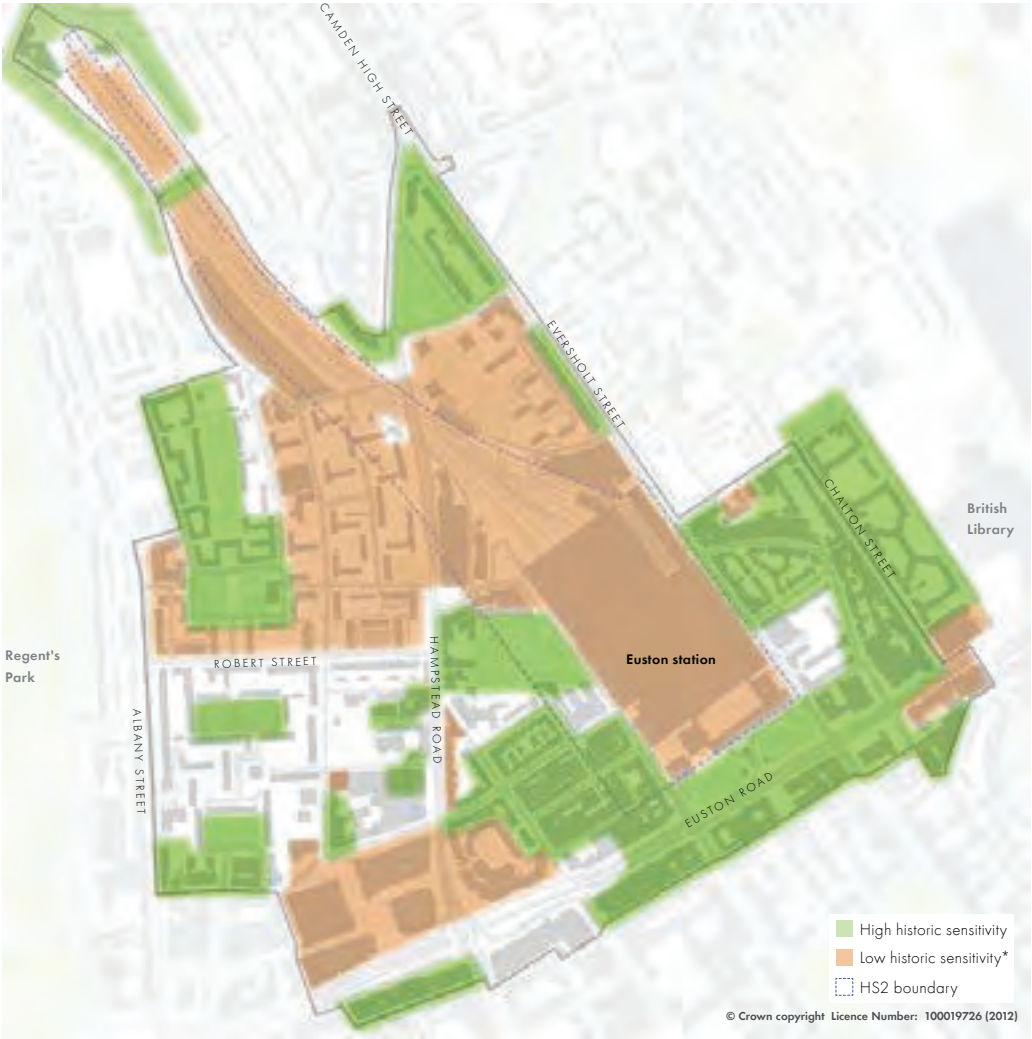 CAMDEN HIGH STREET
EVERSHOLT STREET
CHALTON STREET
British
Library
Euston station
Regent's
Park
ROBERT STREET
HAMPSTEAD ROAD
ALBANY STREET
EUSTON ROAD
High historic sensitivity
Low historic sensitivity*
HS2 boundary
© Crown copyright Licence Number: 100019726 (2012)